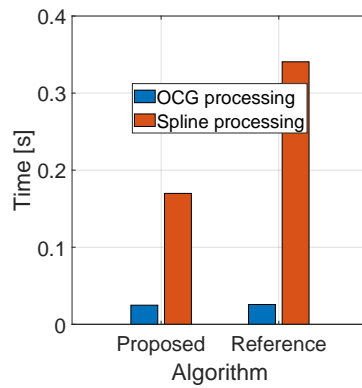 0.4
0.3
0.2
0.1
0
Time [s]
OCG processing
Spline processing
Proposed Reference
Algorithm